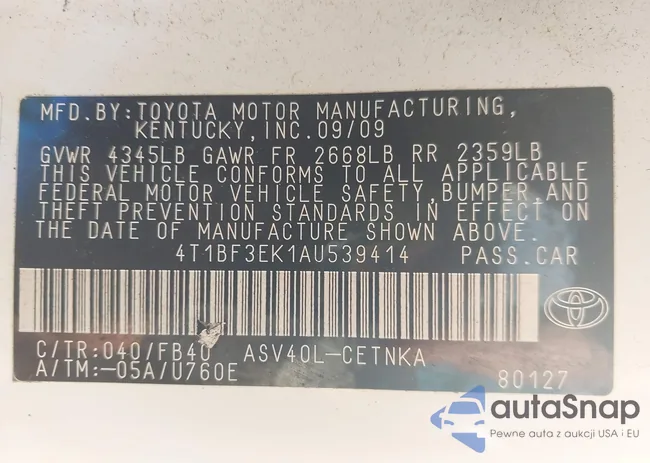 MFD.BY:TOYOTA MOTOR MANUFACTURING,
KENTUCKY,INC.09/09
GVWR 4345LB GAWR FR 2668LB RR 2359LB
THIS VEHICLE CONFORMS TO ALL APPLICABLE
FEDERAL MOTOR VEHICLE SAFETY,BUMPER,AND
THEFT PREVENTION STANDARDS IN EFFECT ON
THE DATE OF MANUFACTURE SHOWN ABOVE.
4T1BF3EK1AU539414 PASS.CAR
C/TR:040/FB40 ASV40L-CETNKA
A/TM:-05A/U760E 80127
autaSnap
Pewne auta z aukcji USA i EU